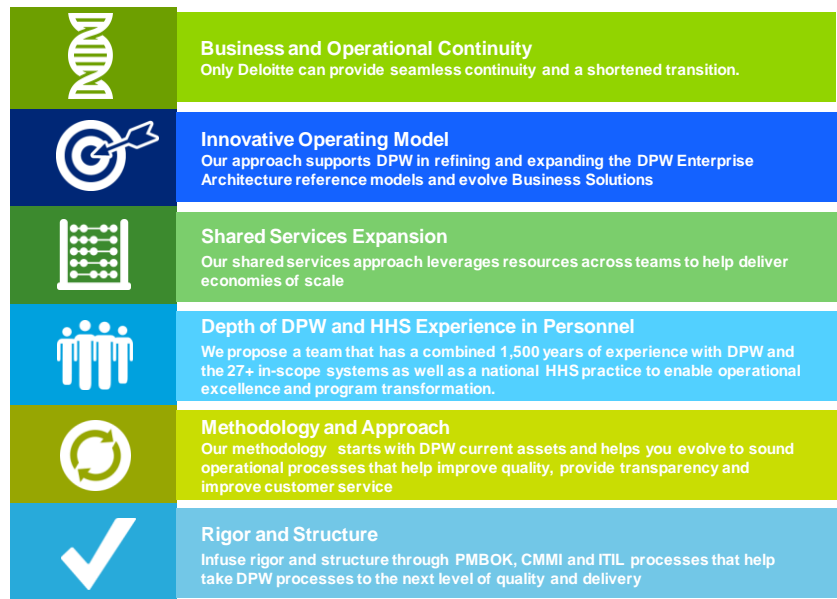 Business and Operational Continuity
Only Deloitte can provide seamless continuity and a shortened transition.
Innovative Operating Model
Our approach supports DPW in refining and expanding the DPW Enterprise
Architecture reference models and evolve Business Solutions
Shared Services Expansion
Our shared services approach leverages resources across teams to help deliver
economies of scale
Depth of DPW and HHS Experience in Personnel
We propose a team that has a combined 1,500 years of experience with DPW and
the 27+ in-scope systems as well as a national HHS practice to enable operational
excellence and program transformation.
Methodology and Approach
Our methodology starts with DPW current assets and helps you evolve to sound
operational processes that help improve quality, provide transparency and
improve customer service
Rigor and Structure
Infuse rigor and structure through PMBOK, CMMI and ITIL processes that help
take DPW processes to the next level of quality and delivery